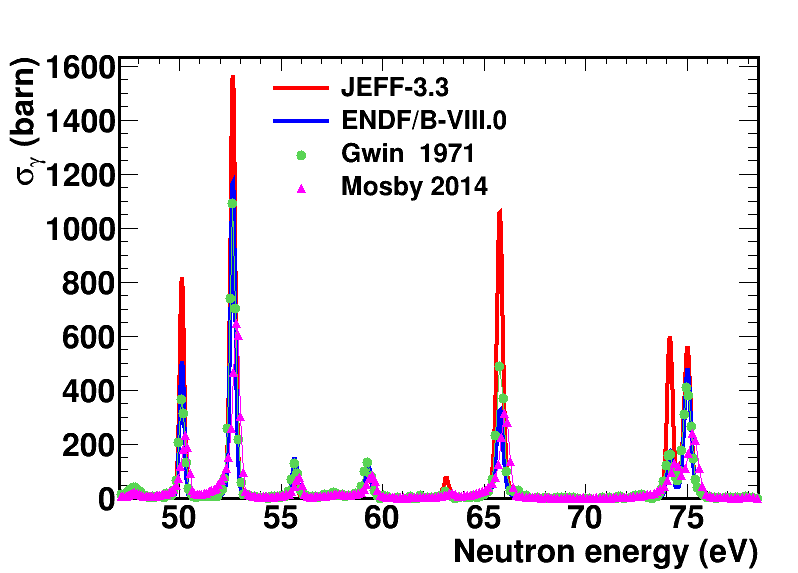 σγ (barn)
1600
1400
1200
1000
800
600
400
200
0
JEFF-3.3
ENDF/B-VIII.0
Gwin 1971
Mosby 2014
50 55 60 65 70 75
Neutron energy (eV)